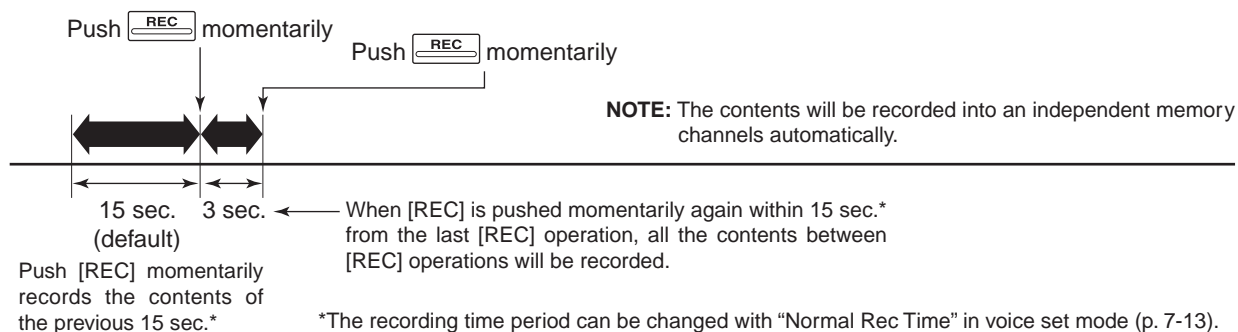 Push REC momentarily
Push REC momentarily
NOTE: The contents will be recorded into an independent memory
channels automatically.
15 sec.
(default)
3 sec.
When [REC] is pushed momentarily again within 15 sec.*
from the last [REC] operation, all the contents between
[REC] operations will be recorded.
Push [REC] momentarily
records the contents of
the previous 15 sec.*
*The recording time period can be changed with “Normal Rec Time” in voice set mode (p. 7-13).